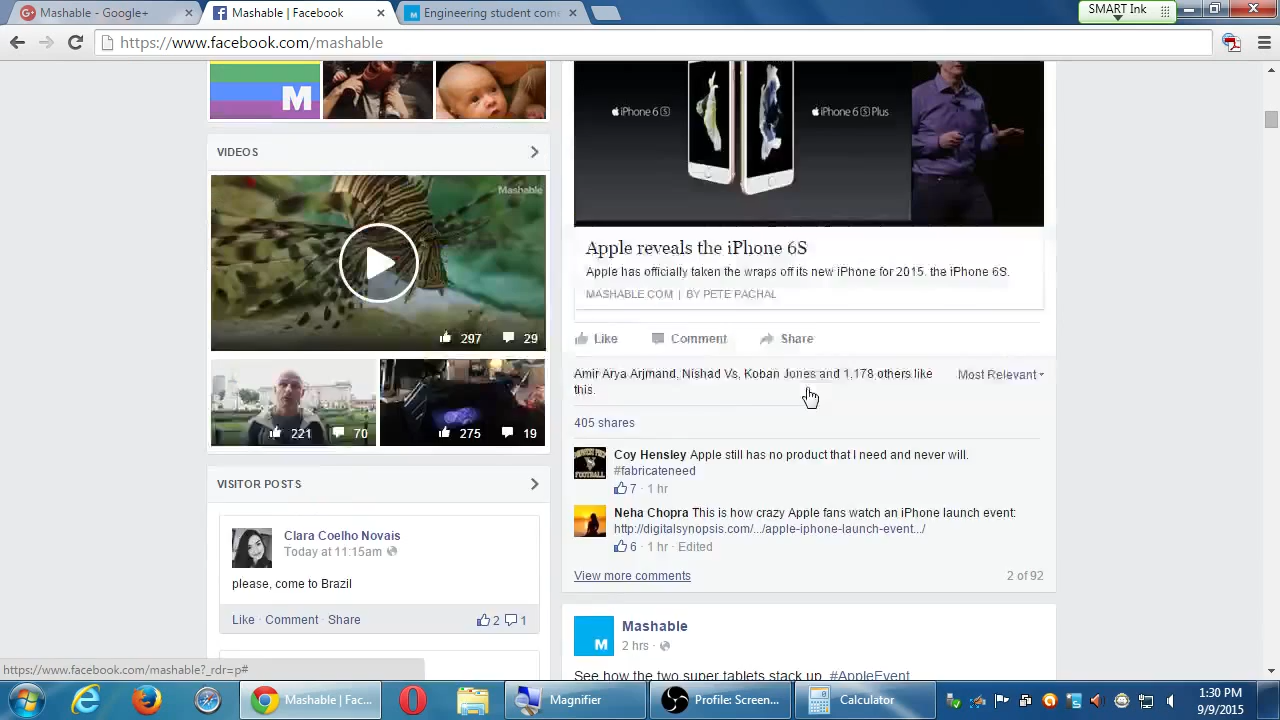 Mashable - Google+
Mashable | Facebook
Engineering student com
SMART Ink
https://www.facebook.com/mashable
M
iPhone 6S
iPhone 6S Plus
VIDEOS
Mashable
297
29
221
70
275
19
Apple reveals the iPhone 6S
Apple has officially taken the wraps off its new iPhone for 2015, the iPhone 6S.
MASHABLE.COM | BY PETE PACHAL
Like Comment Share
Amir Arya Arjmand, Nishad Vs, Koban Jones and 1,178 others like
this.
Most Relevant
405 shares
Coy Hensley Apple still has no product that I need and never will.
#fabricateneed
7 · 1 hr
Neha Chopra This is how crazy Apple fans watch an iPhone launch event:
http://digitalsynopsis.com/.../apple-iphone-launch-event.../
6 · 1 hr · Edited
View more comments
2 of 92
VISITOR POSTS
Clara Coelho Novais
Today at 11:15am
please, come to Brazil
Like · Comment · Share
2
1
M
Mashable
2 hrs ·
See how the two super tablets stack up. #AppleEvent
https://www.facebook.com/mashable?_rdr=p#
Mashable | Fac...
Magnifier
Profile: Screen...
Calculator
1:30 PM
9/9/2015